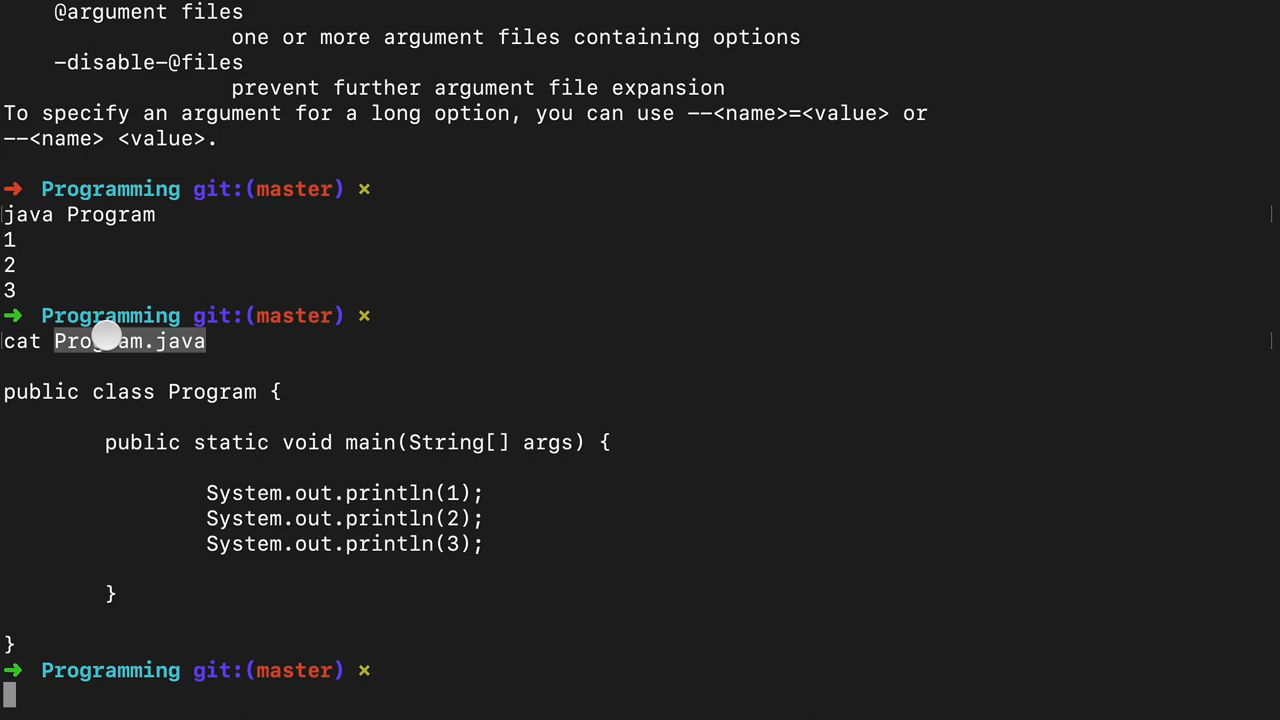 @argument files
one or more argument files containing options
-disable-@files
prevent further argument file expansion
To specify an argument for a long option, you can use --<name>=<value> or
--<name> <value>.
➜ Programming git:(master) ×
java Program
1
2
3
➜ Programming git:(master) ×
cat Program.java
public class Program {
public static void main(String[] args) {
System.out.println(1);
System.out.println(2);
System.out.println(3);
}
}
➜ Programming git:(master) ×